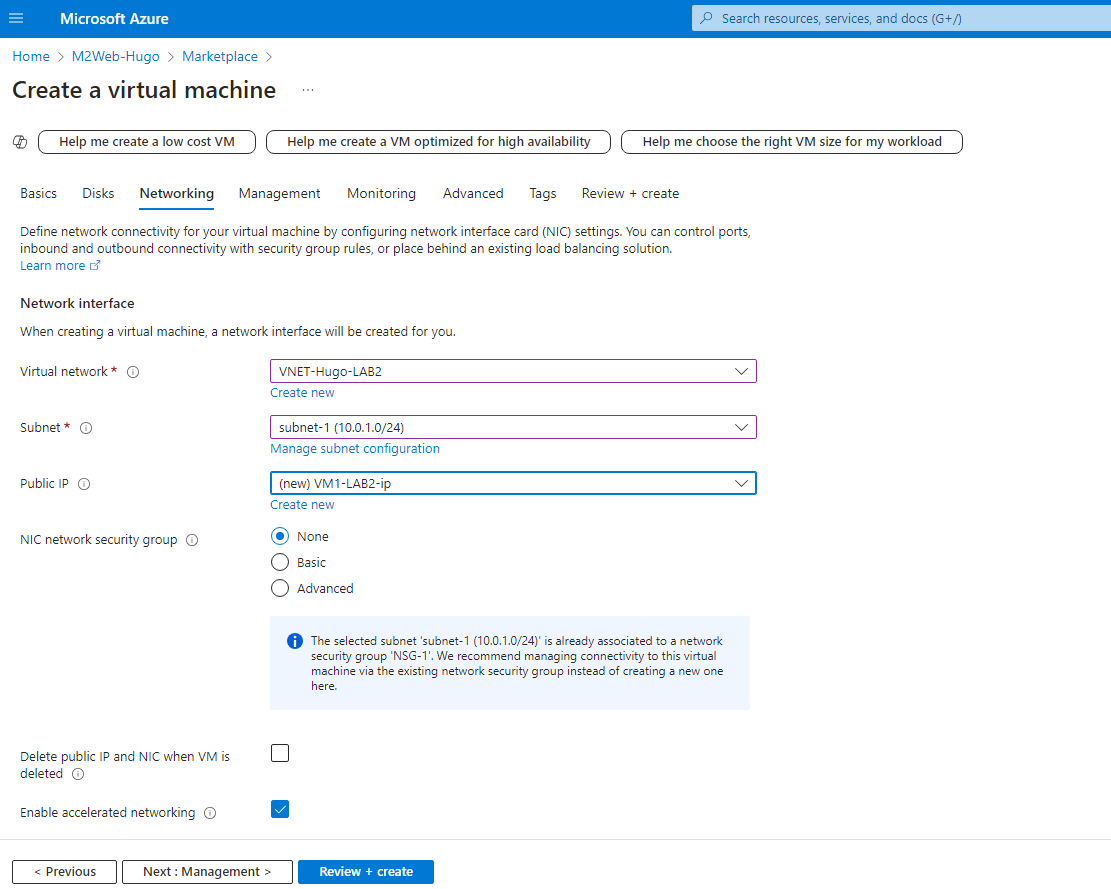 Microsoft Azure
Search resources, services, and docs (G+/)
Home > M2Web-Hugo > Marketplace >
Create a virtual machine ...
Help me create a low cost VM
Help me create a VM optimized for high availability
Help me choose the right VM size for my workload
Basics Disks Networking Management Monitoring Advanced Tags Review + create
Define network connectivity for your virtual machine by configuring network interface card (NIC) settings. You can control ports,
inbound and outbound connectivity with security group rules, or place behind an existing load balancing solution.
Learn more
Network interface
When creating a virtual machine, a network interface will be created for you.
Virtual network *
VNET-Hugo-LAB2
Create new
Subnet *
subnet-1 (10.0.1.0/24)
Manage subnet configuration
Public IP
(new) VM1-LAB2-ip
Create new
NIC network security group
None
Basic
Advanced
The selected subnet 'subnet-1 (10.0.1.0/24)' is already associated to a network
security group 'NSG-1'. We recommend managing connectivity to this virtual
machine via the existing network security group instead of creating a new one
here.
Delete public IP and NIC when VM is
deleted
Enable accelerated networking
< Previous
Next : Management >
Review + create